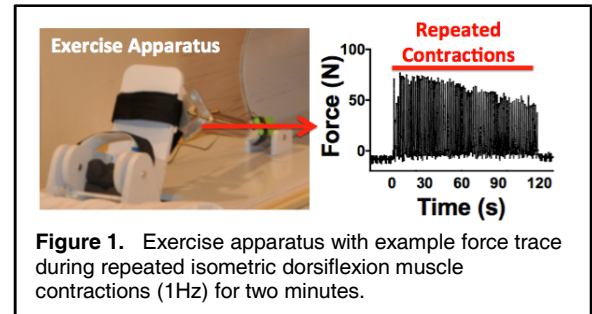 Exercise Apparatus
Repeated
Contractions
100
50
0
Force (N)
0 30 60 90 120
Time (s)
Figure 1. Exercise apparatus with example force trace
during repeated isometric dorsiflexion muscle
contractions (1Hz) for two minutes.